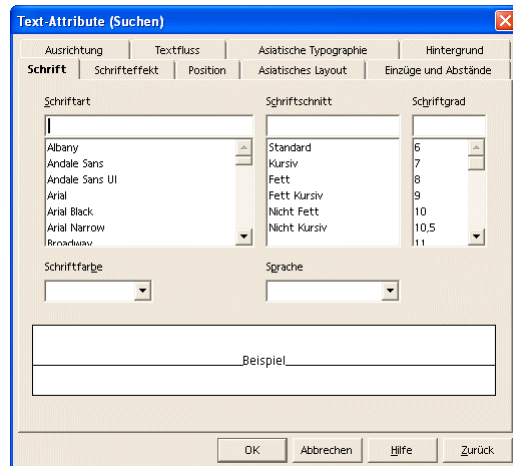 Text-Attribute (Suchen)
Ausrichtung Textfluss Asiatische Typographie Hintergrund
Schrift Schrifteffekt Position Asiatisches Layout Einzüge und Abstände
Schriftart Schriftschnitt Schriftgrad
Albany Standard 6
Andale Sans Kursiv 7
Andale Sans UI Fett 8
Arial Fett Kursiv 9
Arial Black Nicht Fett 10
Arial Narrow Nicht Kursiv 10,5
Broadway 11
Schriftfarbe Sprache
Beispiel
OK Abbrechen Hilfe Zurück